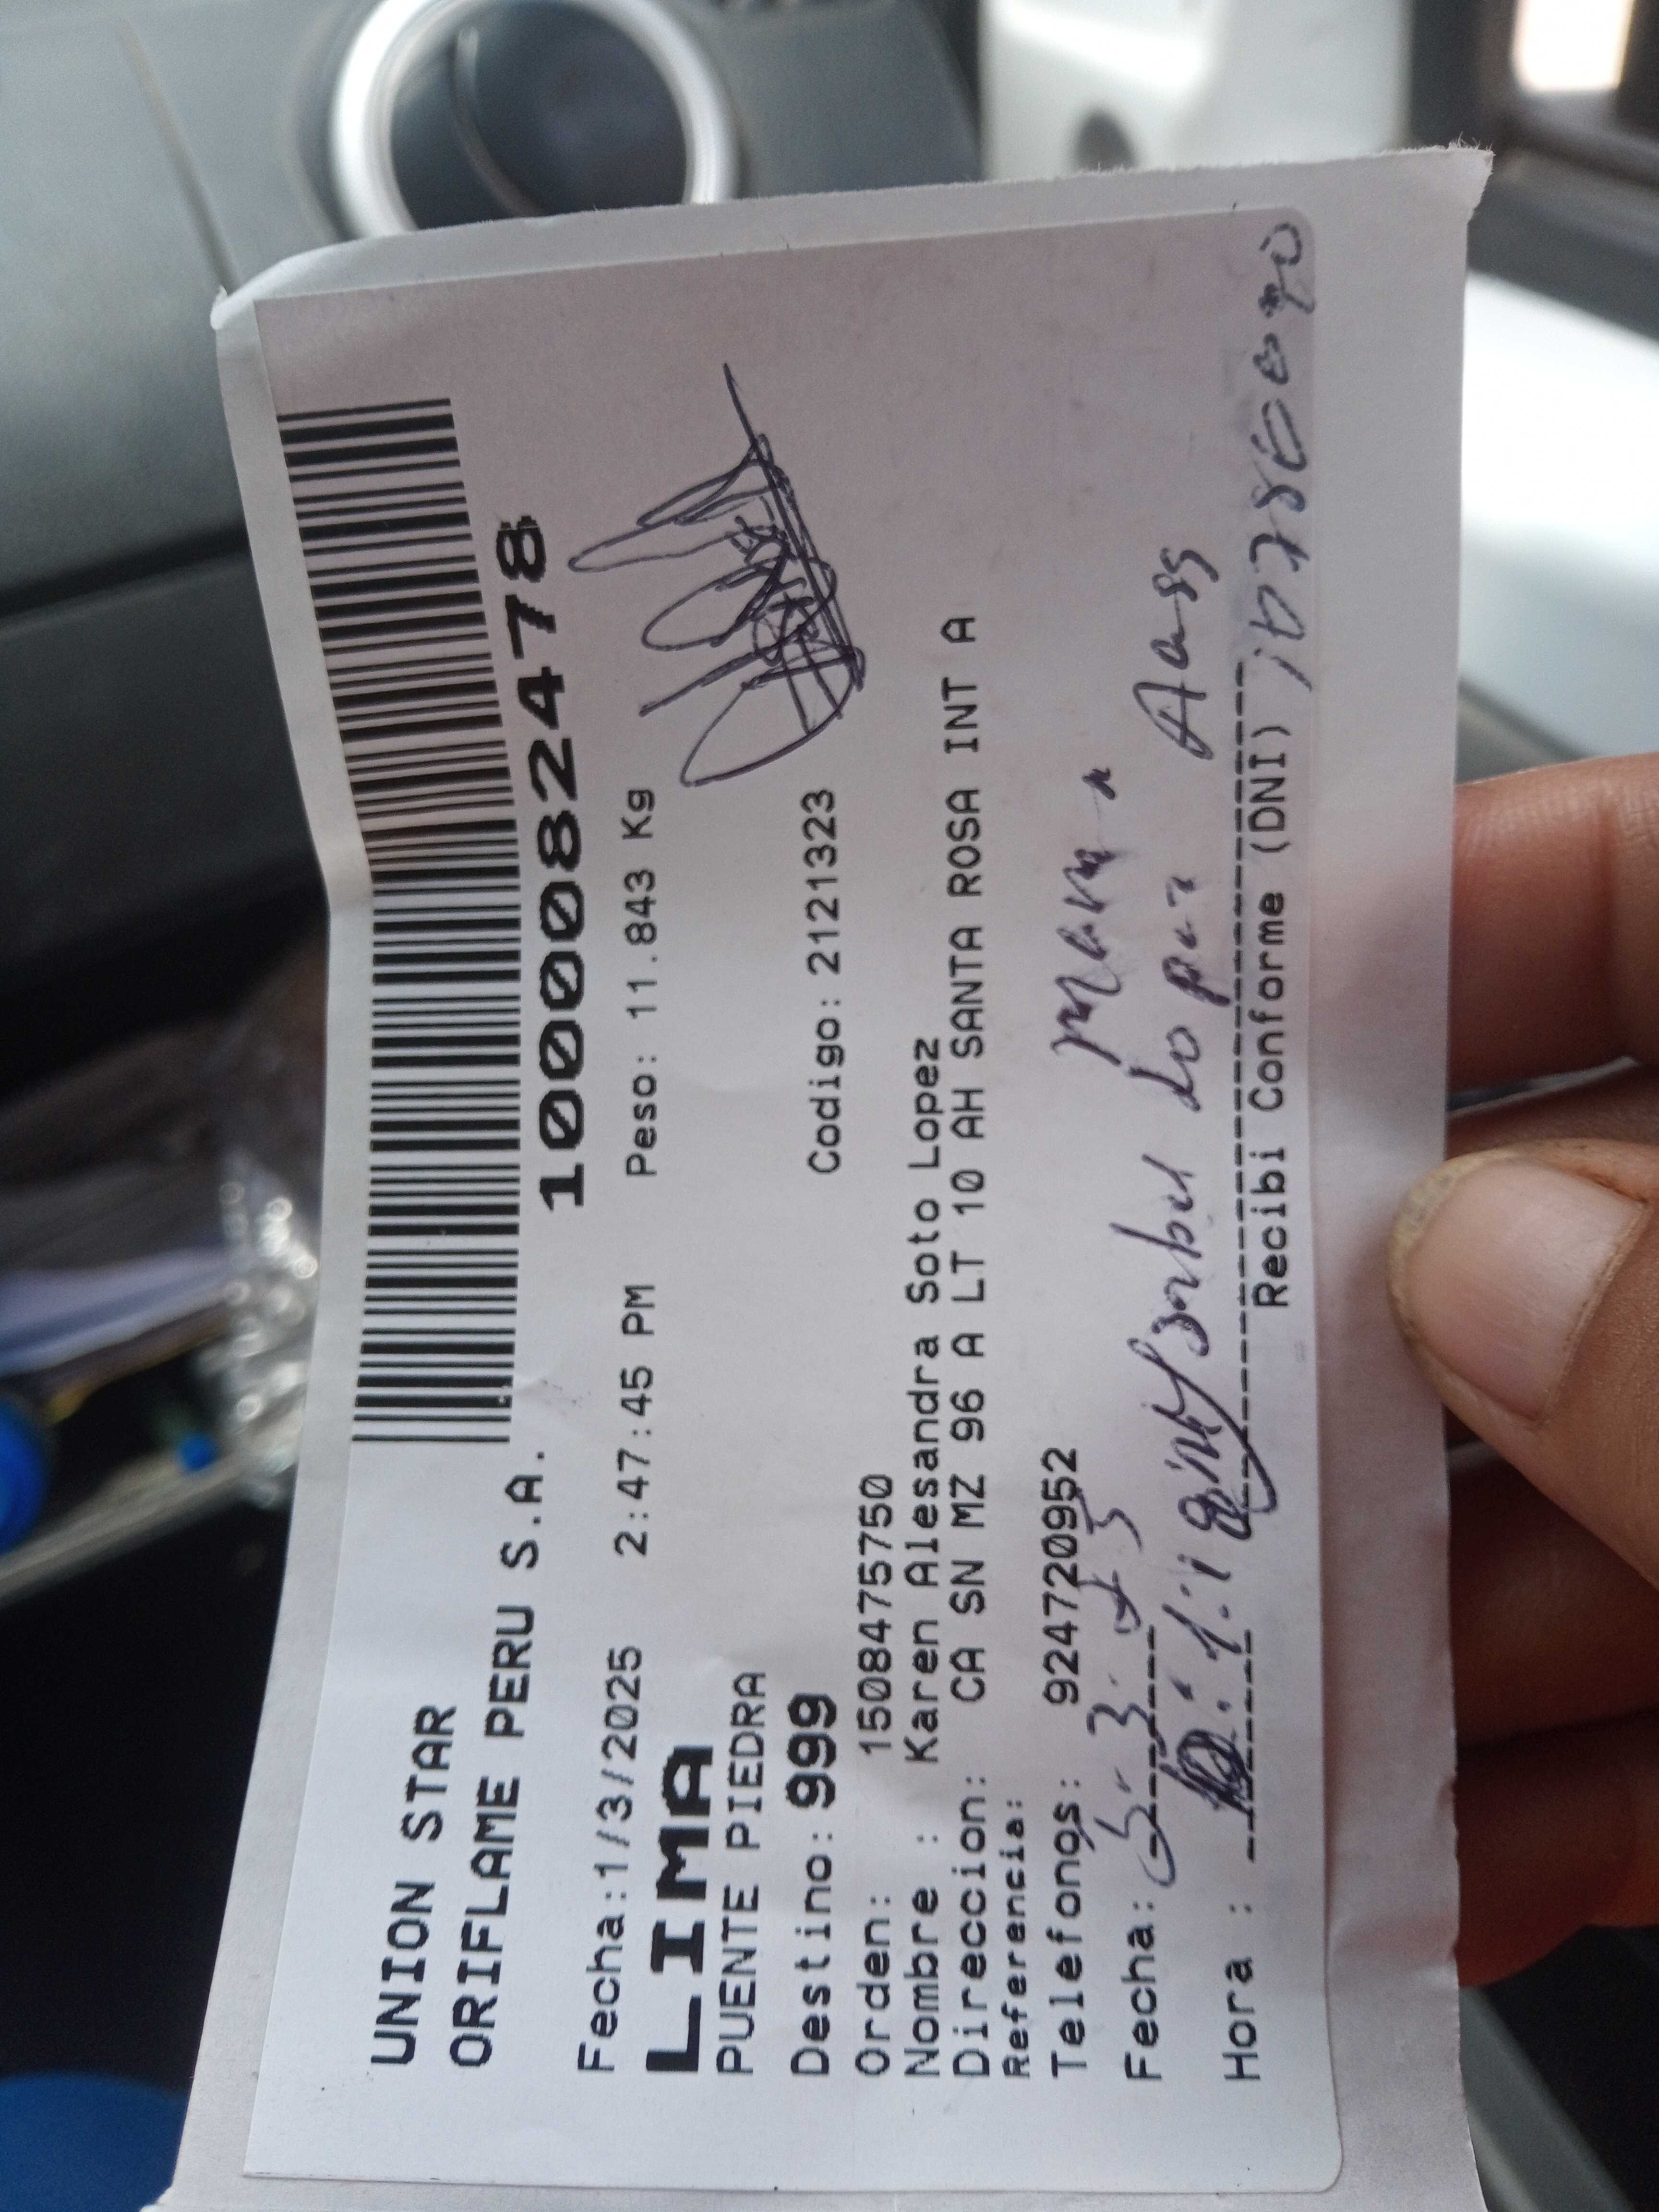 UNION STAR
ORIFLAME PERU S.A.
1000082478
Fecha:1/3/2025 2:47:45 PM Peso: 11.843 Kg
LIMA
PUENTE PIEDRA
Destino: 999 Codigo: 2121323
Orden: 1508475750
Nombre : Karen Alesandra Soto Lopez
Direccion: CA SN MZ 96 A LT 10 AH SANTA ROSA INT A
Referencia:
Telefonos: 924720952
Fecha:
Hora :
Recibi Conforme (DNI)